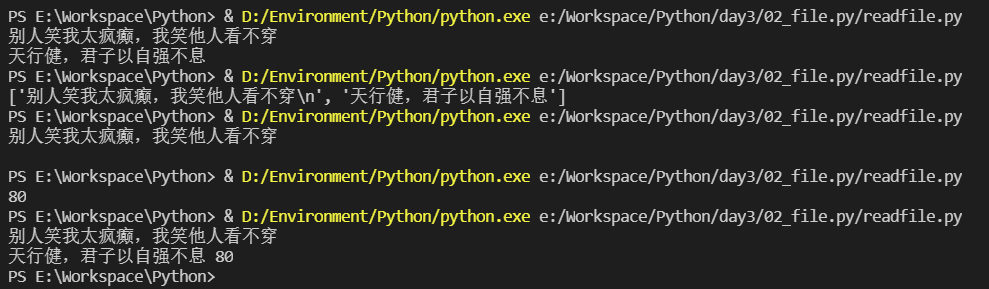 PS E:\Workspace\Python> & D:/Environment/Python/python.exe e:/Workspace/Python/day3/02_file.py/readfile.py
别人笑我太疯癫，我笑他人看不穿
天行健，君子以自强不息
PS E:\Workspace\Python> & D:/Environment/Python/python.exe e:/Workspace/Python/day3/02_file.py/readfile.py
['别人笑我太疯癫，我笑他人看不穿\n', '天行健，君子以自强不息']
PS E:\Workspace\Python> & D:/Environment/Python/python.exe e:/Workspace/Python/day3/02_file.py/readfile.py
别人笑我太疯癫，我笑他人看不穿
PS E:\Workspace\Python> & D:/Environment/Python/python.exe e:/Workspace/Python/day3/02_file.py/readfile.py
80
PS E:\Workspace\Python> & D:/Environment/Python/python.exe e:/Workspace/Python/day3/02_file.py/readfile.py
别人笑我太疯癫，我笑他人看不穿
天行健，君子以自强不息 80
PS E:\Workspace\Python>